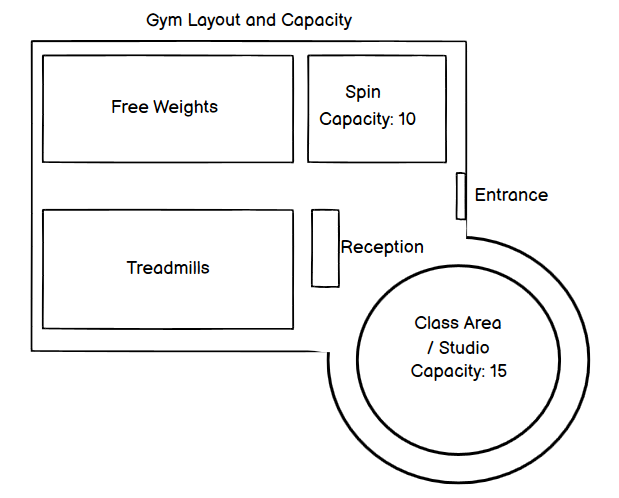 Gym Layout and Capacity
Free Weights
Spin
Capacity: 10
Entrance
Reception
Treadmills
Class Area
/ Studio
Capacity: 15